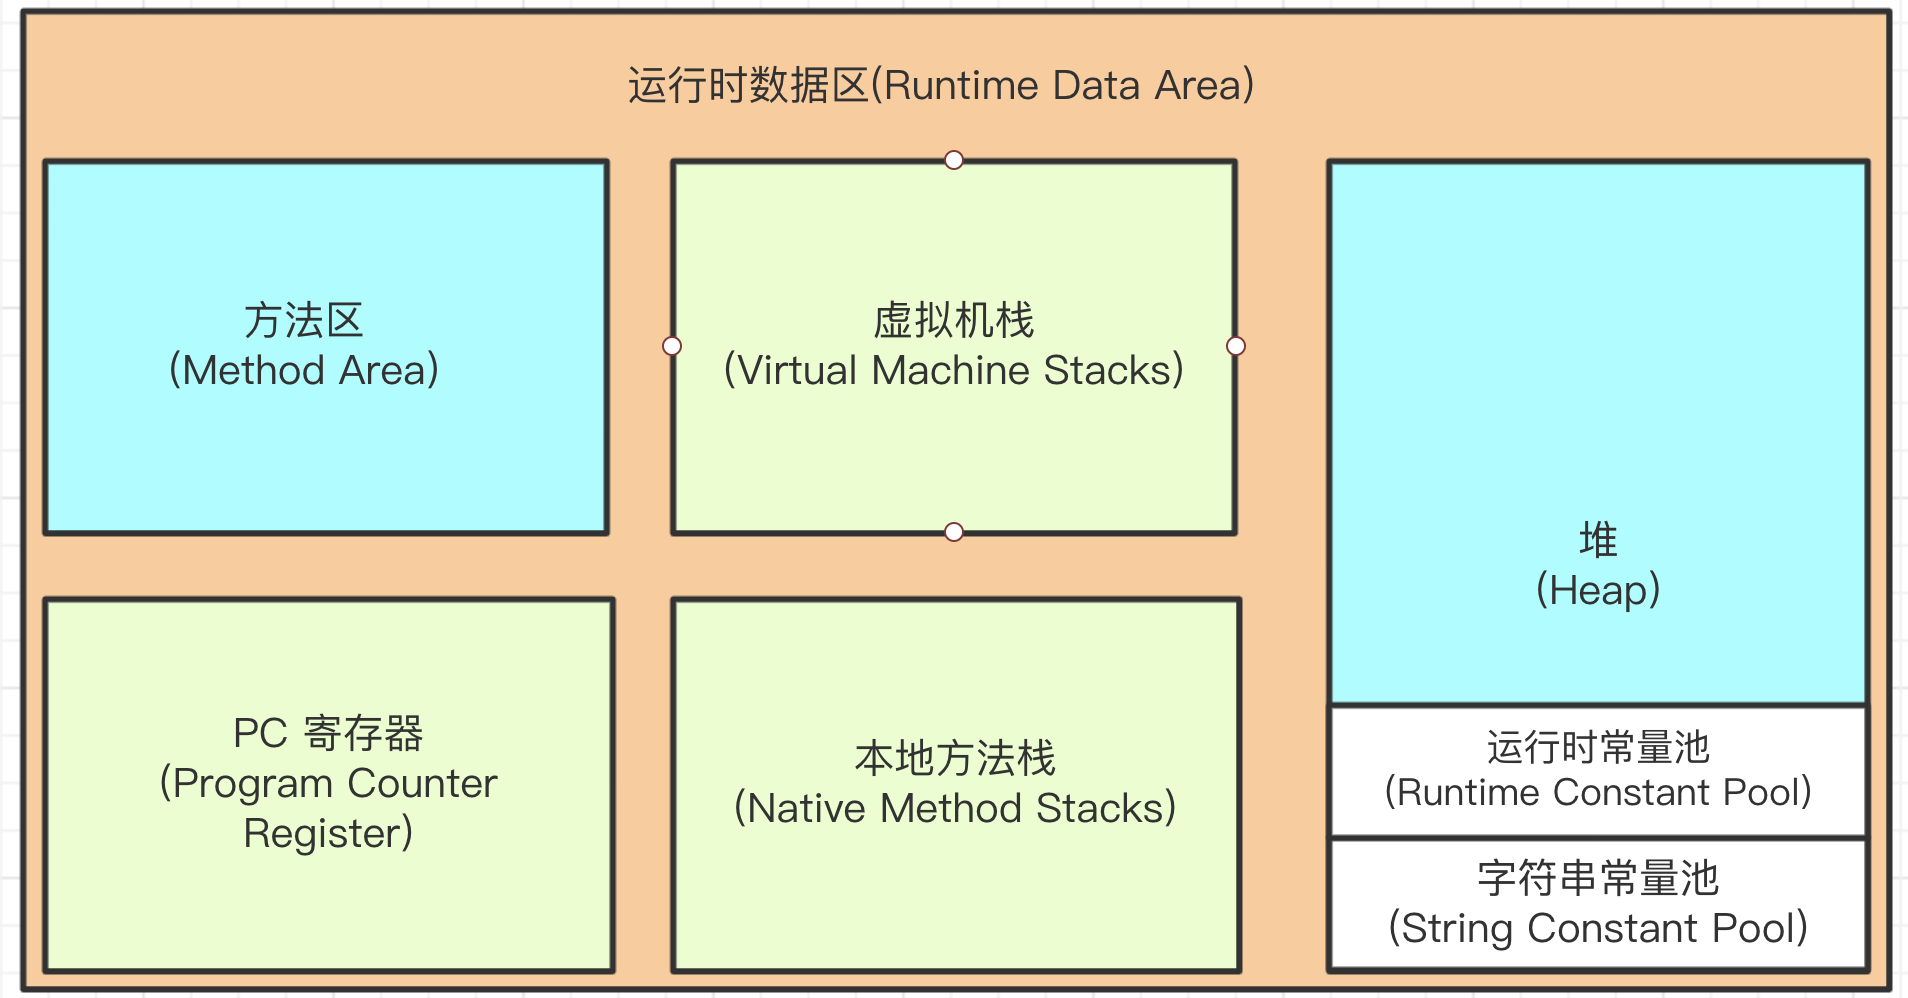 运行时数据区(Runtime Data Area)
方法区
(Method Area)
虚拟机栈
(Virtual Machine Stacks)
堆
(Heap)
PC 寄存器
(Program Counter
Register)
本地方法栈
(Native Method Stacks)
运行时常量池
(Runtime Constant Pool)
字符串常量池
(String Constant Pool)